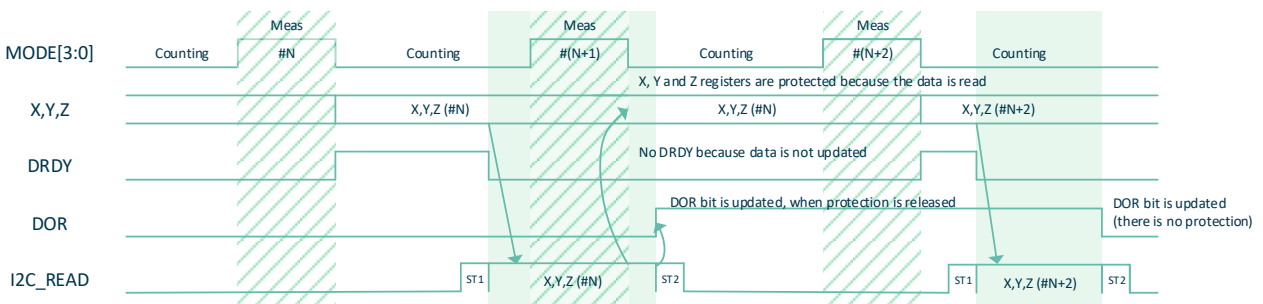 Meas Meas Meas
MODE[3:0] Counting #N Counting #(N+1) Counting #(N+2) Counting
X, Y and Z registers are protected because the data is read
X,Y,Z X,Y,Z (#N) X,Y,Z (#N) X,Y,Z (#N+2)
DRDY No DRDY because data is not updated
DOR bit is updated, when protection is released
DOR bit is updated
(there is no protection)
DOR
I2C_READ ST1 X,Y,Z (#N) ST2 ST1 X,Y,Z (#N+2) ST2